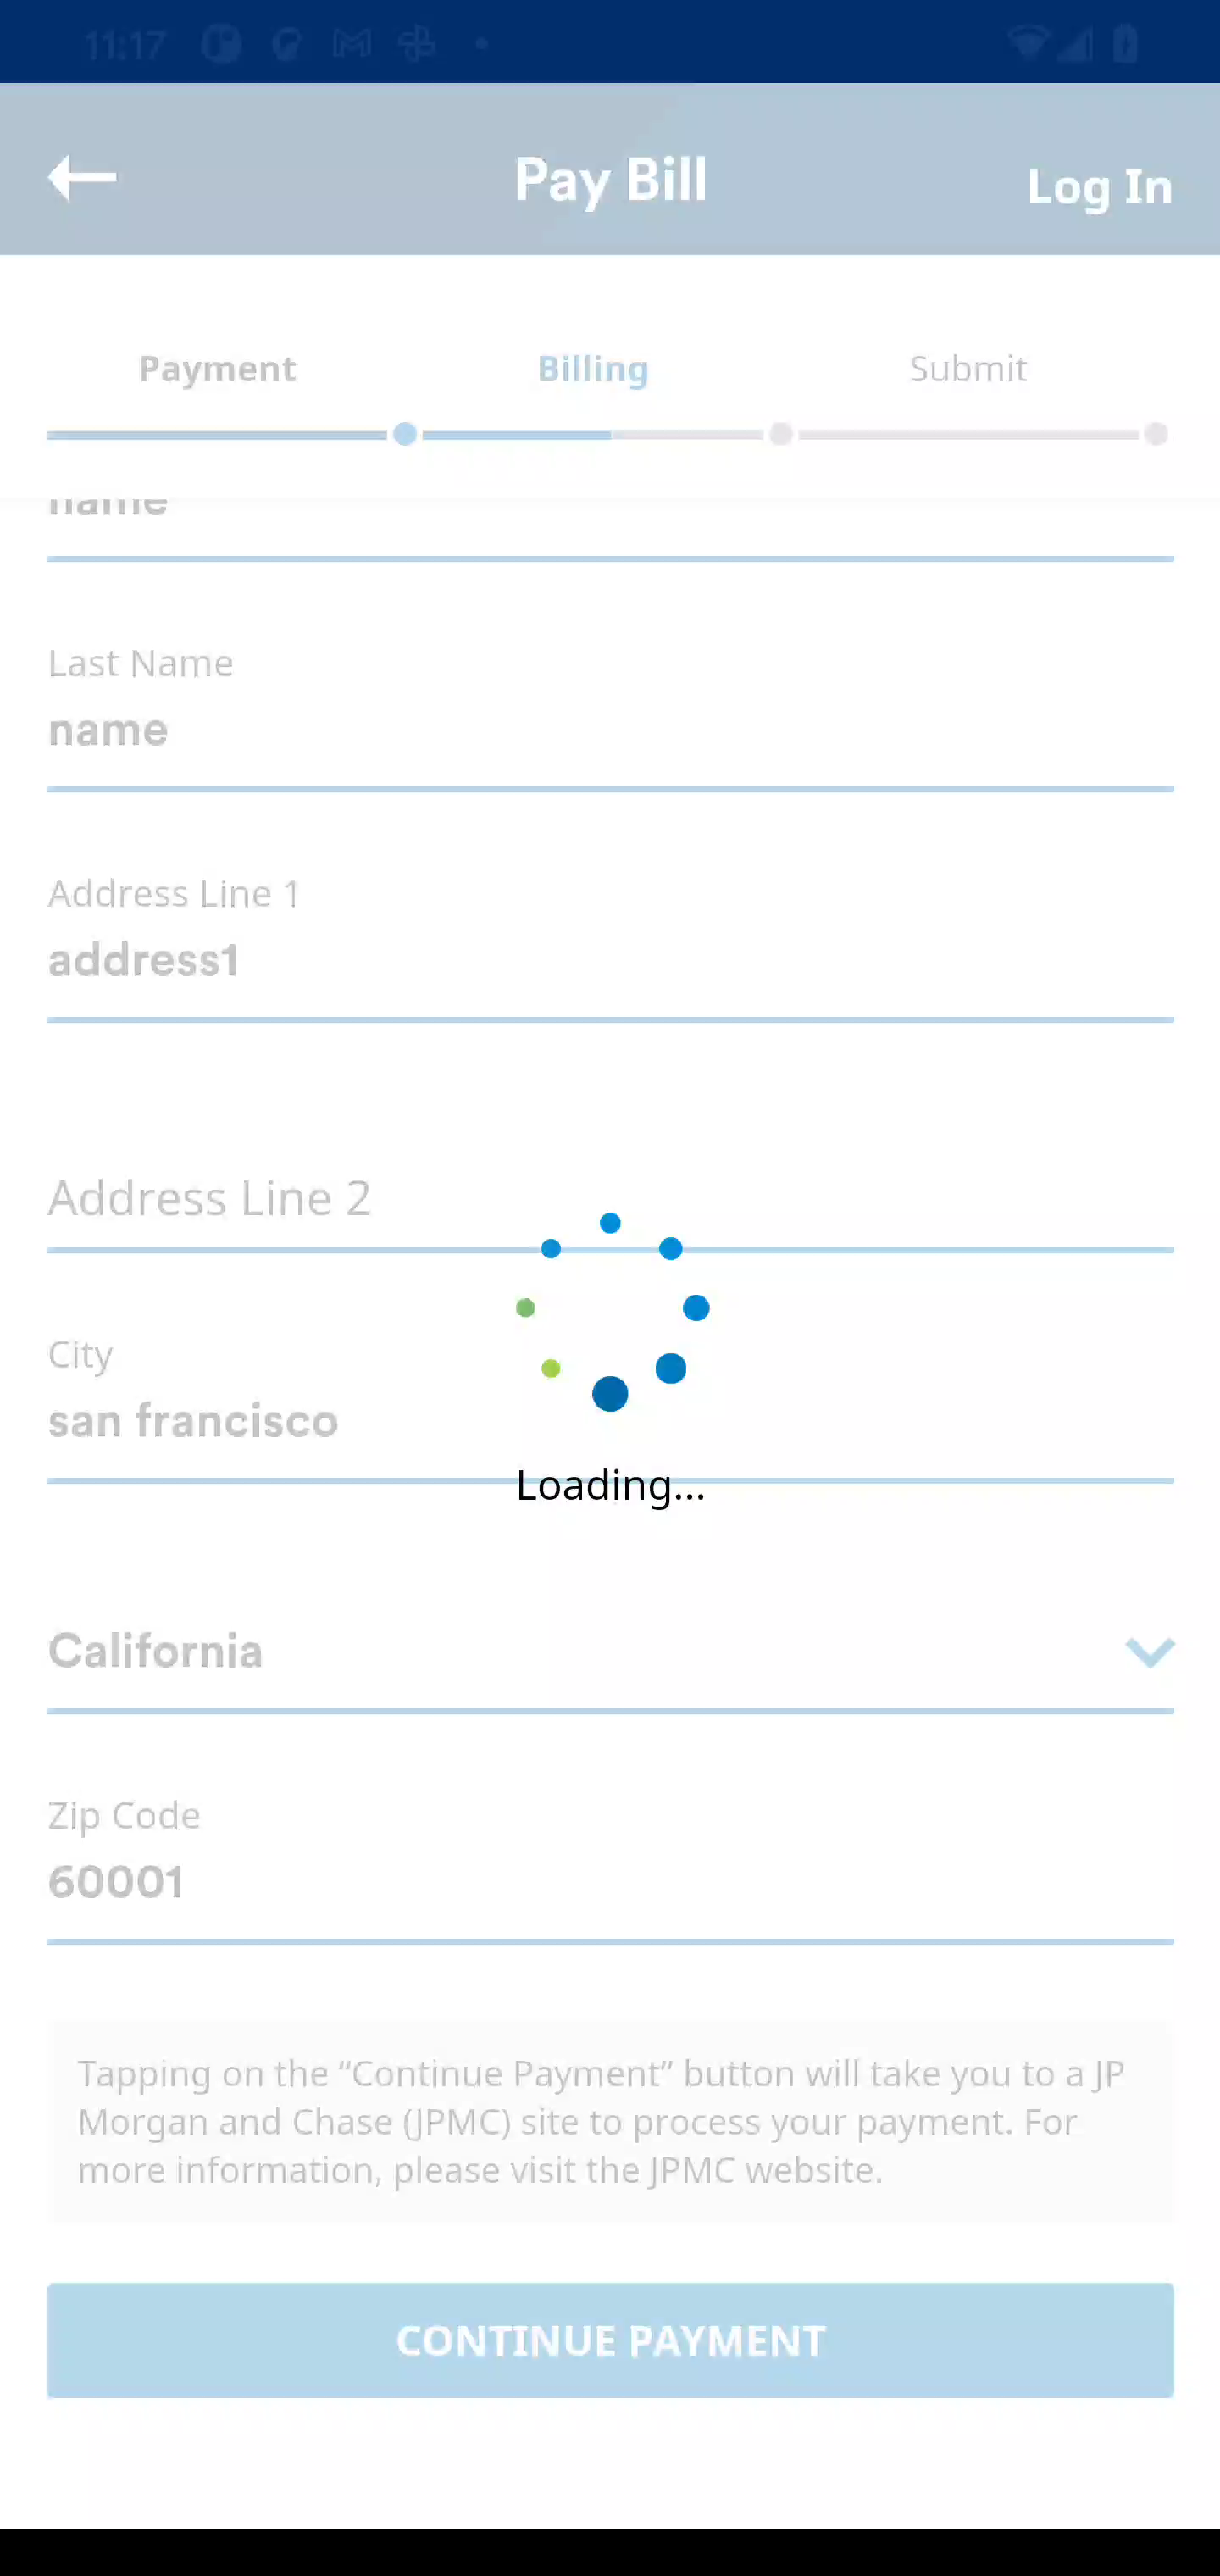 11:17
Pay Bill
Log In
Payment
Billing
Submit
name
Last Name
name
Address Line 1
address1
Address Line 2
City
san francisco
Loading...
California
Zip Code
60001
Tapping on the “Continue Payment” button will take you to a JP
Morgan and Chase (JPMC) site to process your payment. For
more information, please visit the JPMC website.
CONTINUE PAYMENT